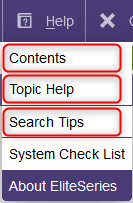 Help
Contents
Topic Help
Search Tips
System Check List
About EliteSeries